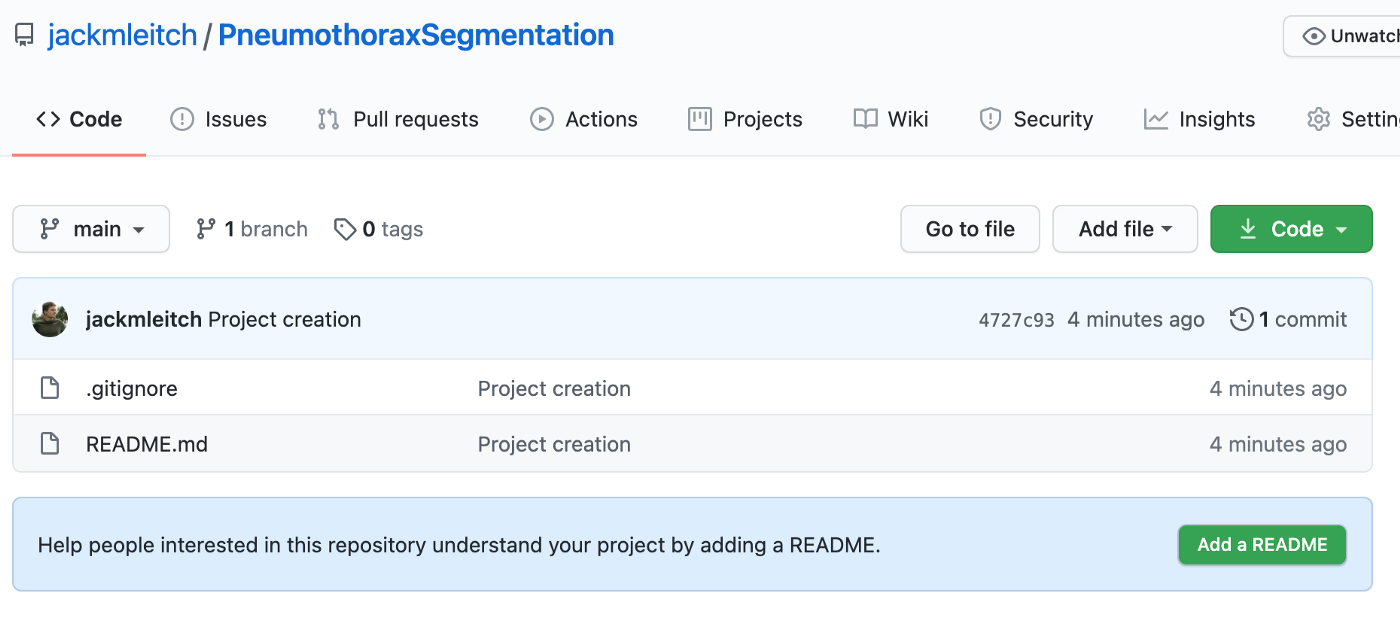 jackmleitch / PneumothoraxSegmentation
Unwatch
Code Issues Pull requests Actions Projects Wiki Security Insights Settin
main 1 branch 0 tags Go to file Add file Code
jackmleitch Project creation 4727c93 4 minutes ago 1 commit
.gitignore Project creation 4 minutes ago
README.md Project creation 4 minutes ago
Help people interested in this repository understand your project by adding a README. Add a README